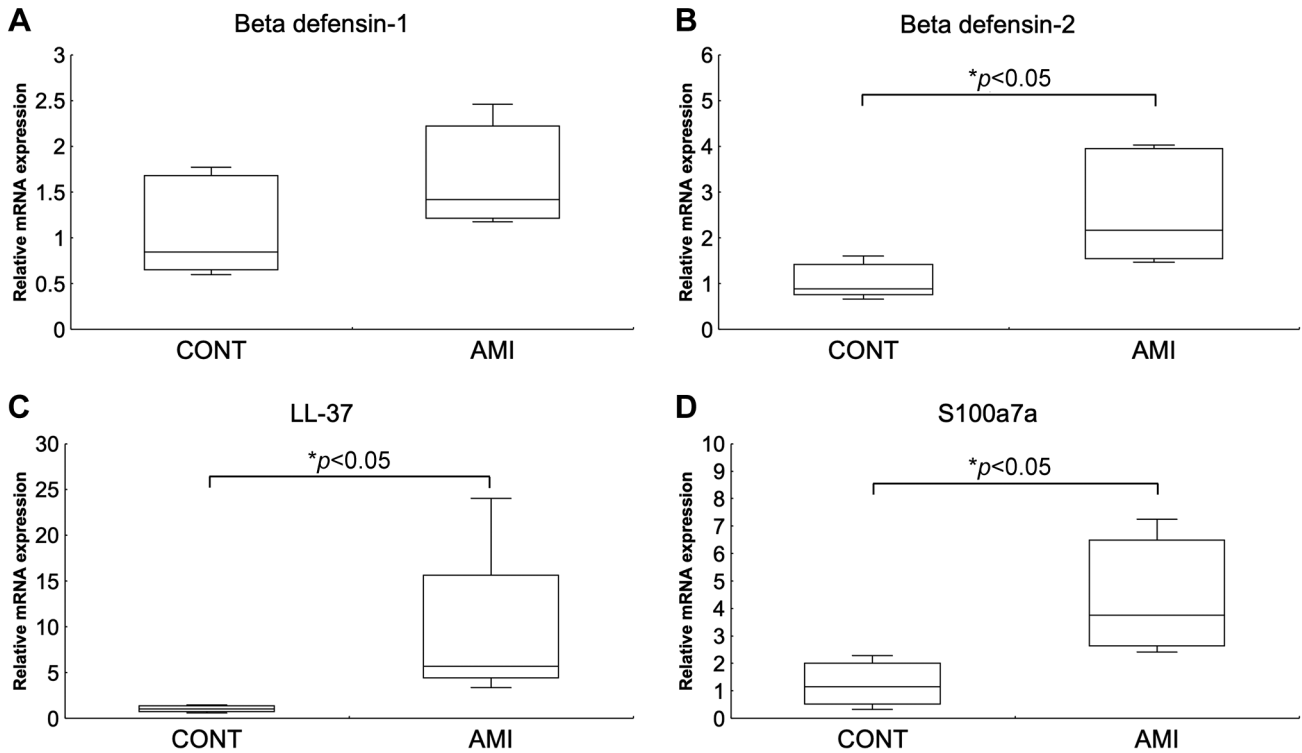 A
Beta defensin-1
Relative mRNA expression
3
2.5
2
1.5
1
0.5
0
CONT
AMI
B
Beta defensin-2
Relative mRNA expression
6
5
4
3
2
1
0
*p<0.05
CONT
AMI
C
LL-37
Relative mRNA expression
30
25
20
15
10
5
0
*p<0.05
CONT
AMI
D
S100a7a
Relative mRNA expression
10
9
8
7
6
5
4
3
2
1
0
*p<0.05
CONT
AMI